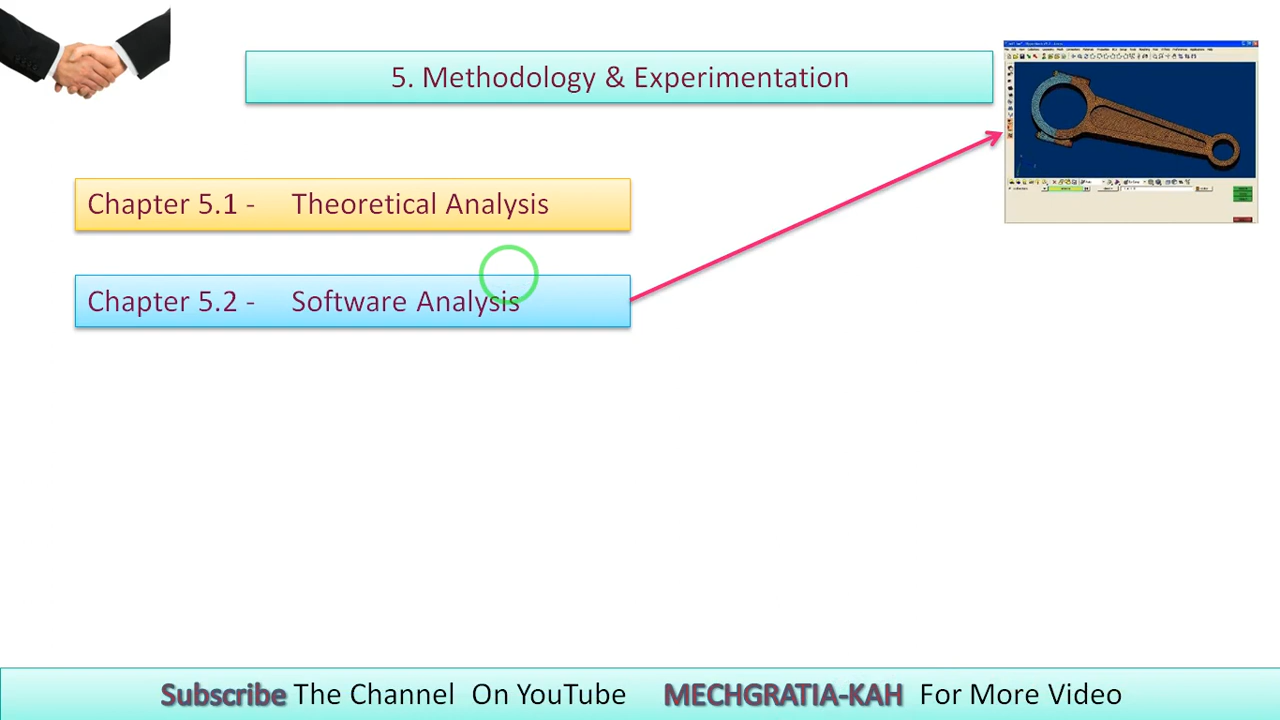 5. Methodology & Experimentation
Chapter 5.1 - Theoretical Analysis
Chapter 5.2 - Software Analysis
Subscribe The Channel On YouTube MECHGRATIA-KAH For More Video